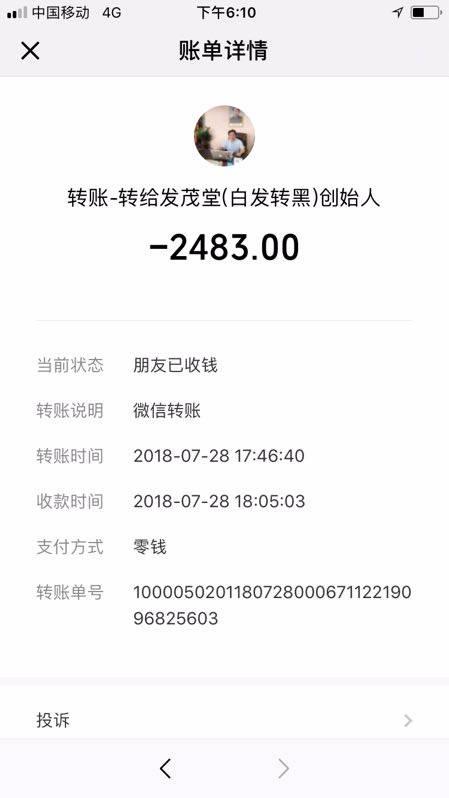 中国移动 4G 下午6:10
账单详情
转账-转给发茂堂(白发转黑)创始人
-2483.00
当前状态 朋友已收钱
转账说明 微信转账
转账时间 2018-07-28 17:46:40
收款时间 2018-07-28 18:05:03
支付方式 零钱
转账单号 1000050201180728000671122190
96825603
投诉